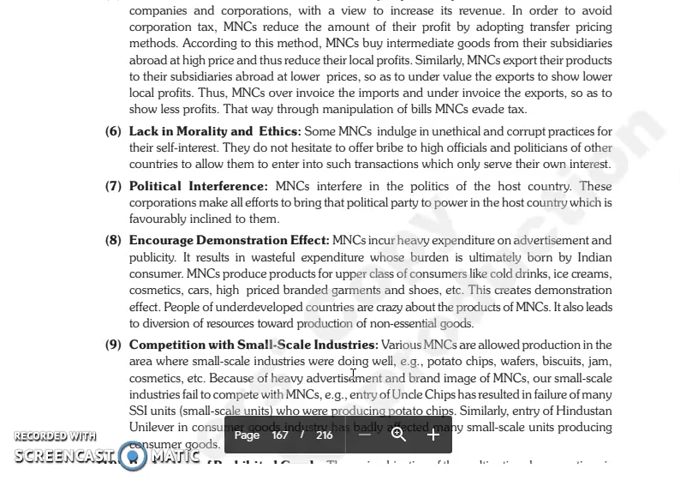 companies and corporations, with a view to increase its revenue. In order to avoid
corporation tax, MNCs reduce the amount of their profit by adopting transfer pricing
methods. According to this method, MNCs buy intermediate goods from their subsidiaries
abroad at high price and thus reduce their local profits. Similarly, MNCs export their products
to their subsidiaries abroad at lower prices, so as to under value the exports to show lower
local profits. Thus, MNCs over invoice the imports and under invoice the exports, so as to
show less profits. That way through manipulation of bills MNCs evade tax.
(6) Lack in Morality and Ethics: Some MNCs indulge in unethical and corrupt practices for
their self-interest. They do not hesitate to offer bribe to high officials and politicians of other
countries to allow them to enter into such transactions which only serve their own interest.
(7) Political Interference: MNCs interfere in the politics of the host country. These
corporations make all efforts to bring that political party to power in the host country which is
favourably inclined to them.
(8) Encourage Demonstration Effect: MNCs incur heavy expenditure on advertisement and
publicity. It results in wasteful expenditure whose burden is ultimately born by Indian
consumer. MNCs produce products for upper class of consumers like cold drinks, ice creams,
cosmetics, cars, high priced branded garments and shoes, etc. This creates demonstration
effect. People of underdeveloped countries are crazy about the products of MNCs. It also leads
to diversion of resources toward production of non-essential goods.
(9) Competition with Small-Scale Industries: Various MNCs are allowed production in the
area where small-scale industries were doing well, e.g., potato chips, wafers, biscuits, jam,
cosmetics, etc. Because of heavy advertisement and brand image of MNCs, our small-scale
industries fail to compete with MNCs, e.g., entry of Uncle Chips has resulted in failure of many
SSI units (small-scale units) who were producing potato chips. Similarly, entry of Hindustan
Unilever in consumer goods industry has badly affected many small-scale units producing
consumer goods.
Page 167 / 216
RECORDED WITH
SCREENCAST MATIC